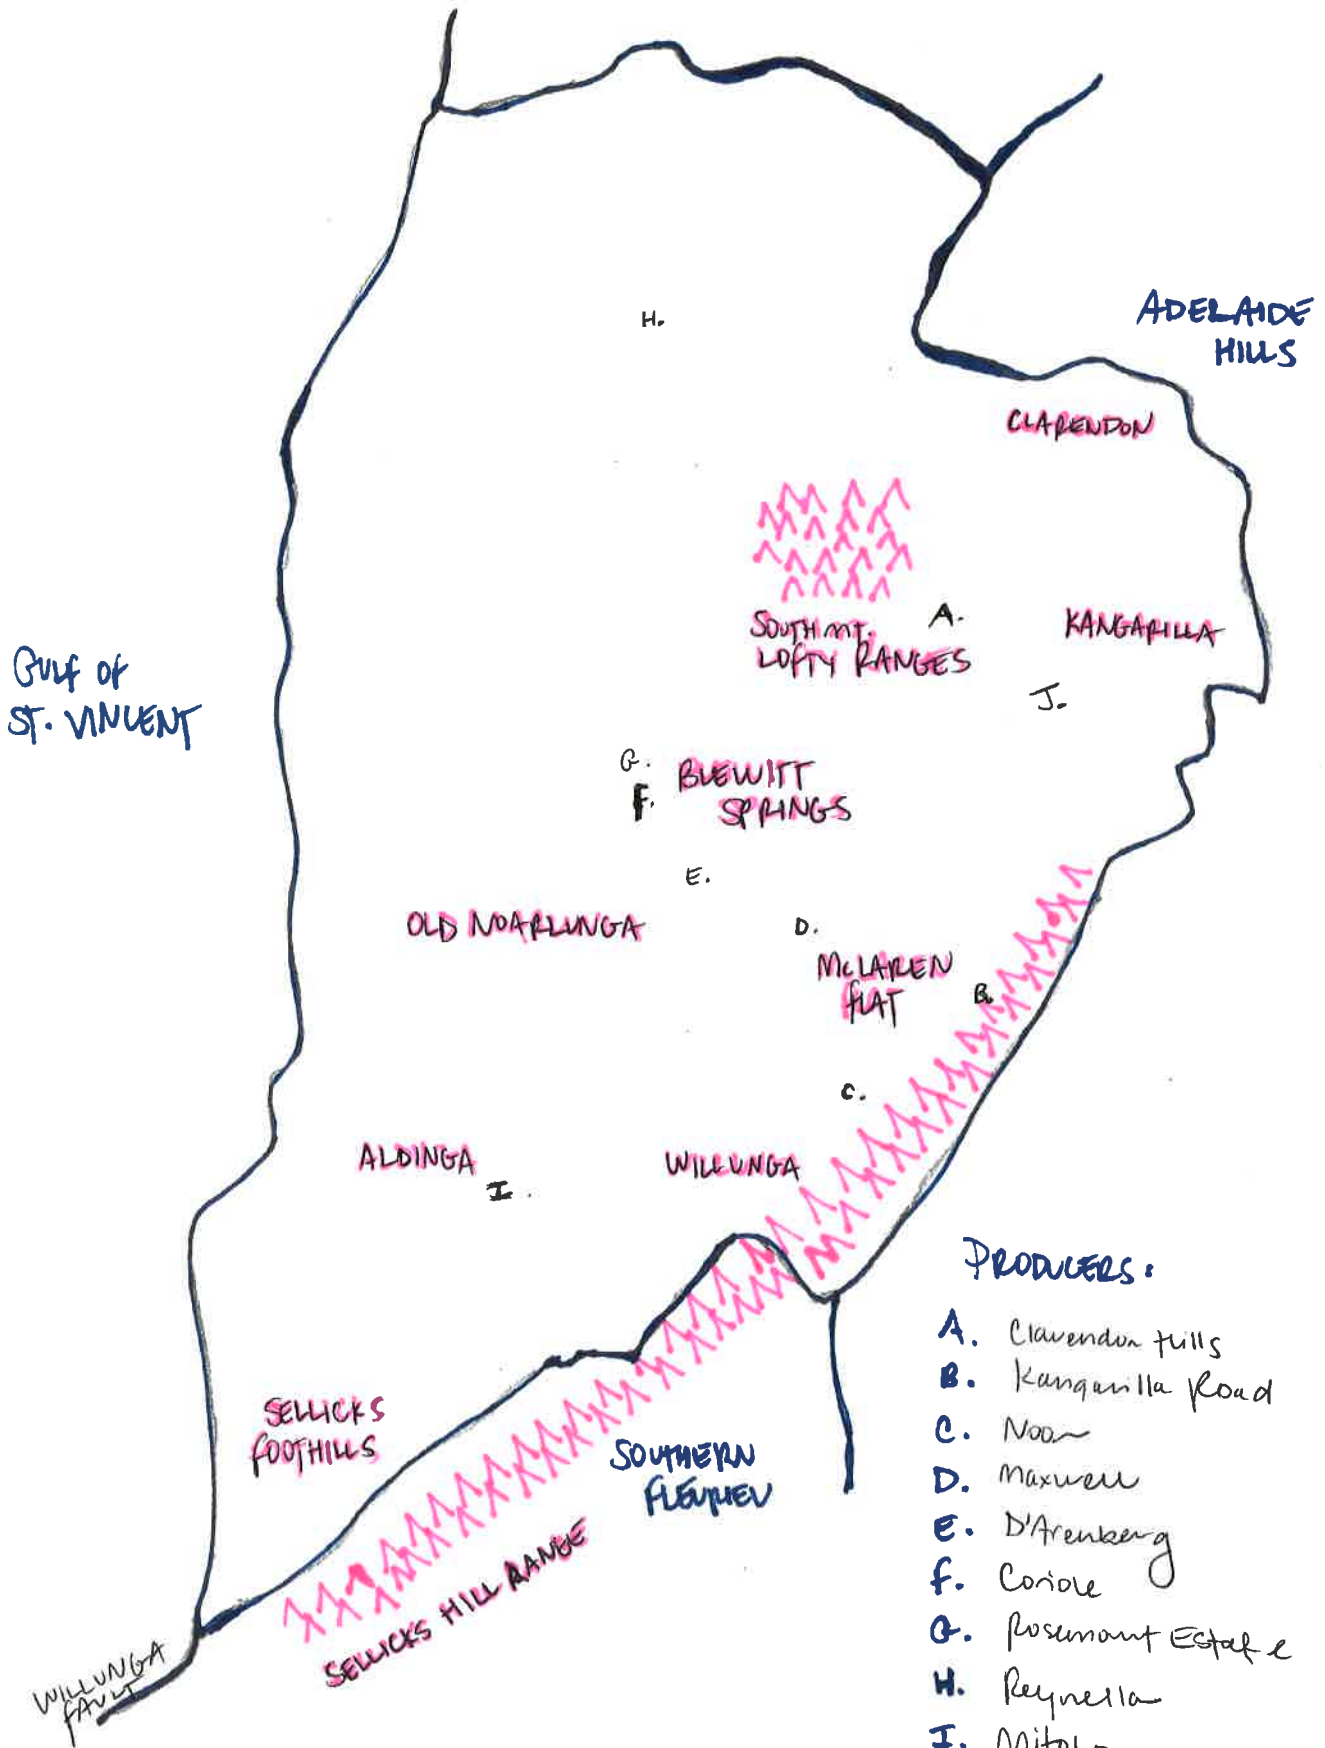 H.
ADELAIDE
HILLS
CLARENDON
SOUTH MT.
LOFTY RANGES
A.
KANGARILLA
J.
GULF OF
ST. VINCENT
G.
F.
BLEWITT
SPRINGS
E.
OLD NOARLUNGA
D.
McLAREN
FLAT
B.
C.
ALDINGA
I.
WILLUNGA
SELLICKS
FOOTHILLS
SOUTHERN
FLEURIEU
SELLICKS HILL RANGE
WILLUNGA
FAULT
PRODUCERS:
A. Clarendon Hills
B. Kangarilla Road
C. Noon
D. Maxwell
E. D'Arenberg
F. Coriole
G. Rosemount Estate
H. Reynella
I. Mitolo